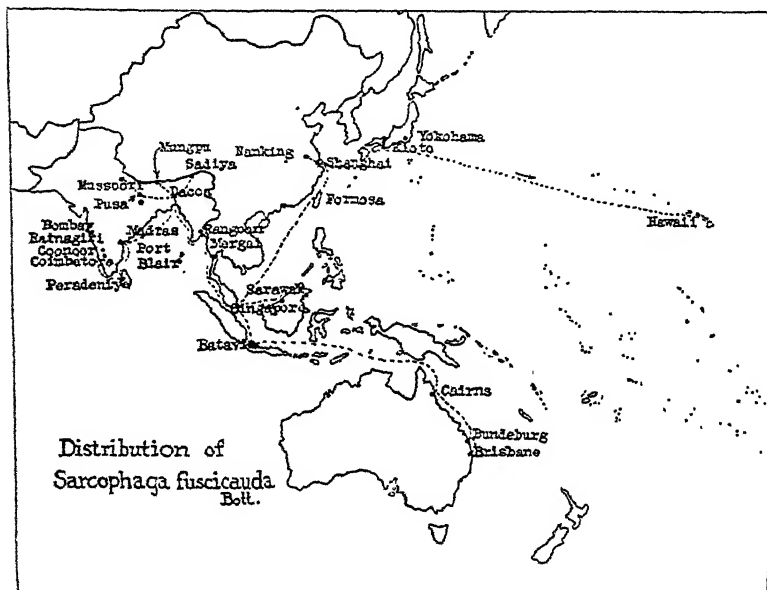 Mungpu
Sadiya
Nanking
Yokohama
Kioto
Shanghai
Mussoori
Dacca
Pusa
Formosa
Bombay
Ratnagiri
Coonoor
Coimbatore
Madras
Port
Blair
Rangoon
Mergai
Hawaii
Peradeniya
Sarawak
Singapore
Batavia
Cairns
Bundeburg
Brisbane
Distribution of
Sarcophaga fuscicauda
Bott.